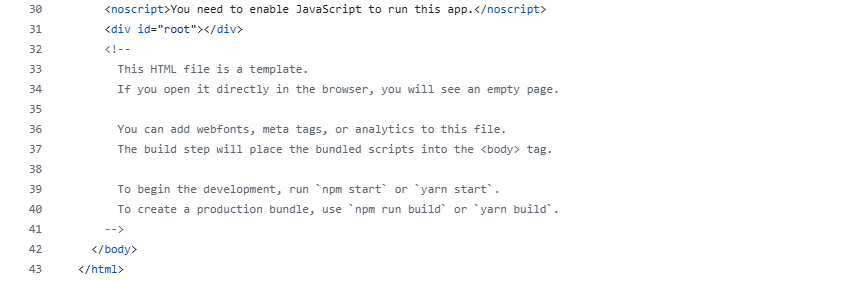 30 <noscript>You need to enable JavaScript to run this app.</noscript>
31 <div id="root"></div>
32 <!--
33 This HTML file is a template.
34 If you open it directly in the browser, you will see an empty page.
35
36 You can add webfonts, meta tags, or analytics to this file.
37 The build step will place the bundled scripts into the <body> tag.
38
39 To begin the development, run `npm start` or `yarn start`.
40 To create a production bundle, use `npm run build` or `yarn build`.
41 -->
42 </body>
43 </html>